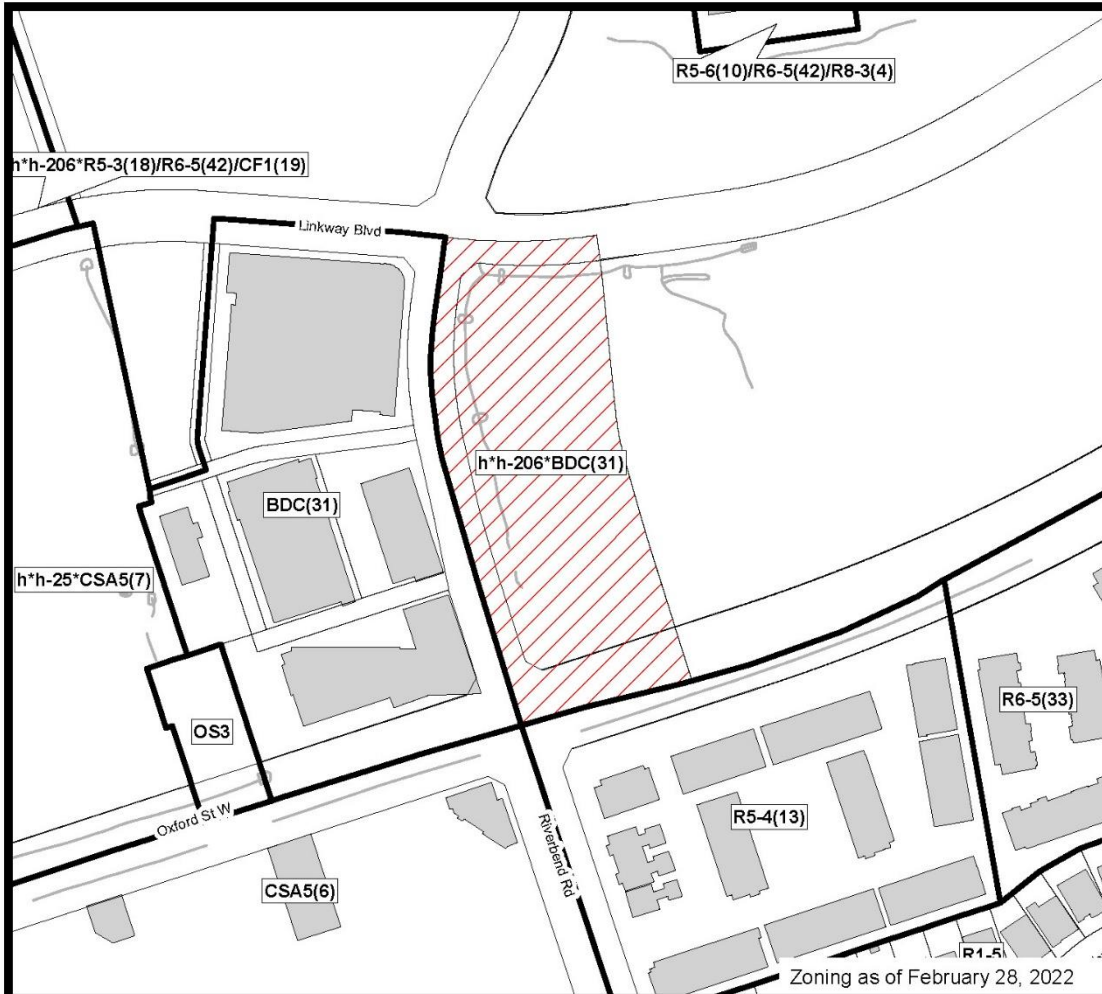 R5-6(10)/R6-5(42)/R8-3(4)
h*h-206*R5-3(18)/R6-5(42)/CF1(19)
Linkway Blvd
h*h-206*BDC(31)
BDC(31)
h*h-25*CSA5(7)
R6-5(33)
OS3
R5-4(13)
Oxford St W
Riverbend Rd
CSA5(6)
R1-5
Zoning as of February 28, 2022